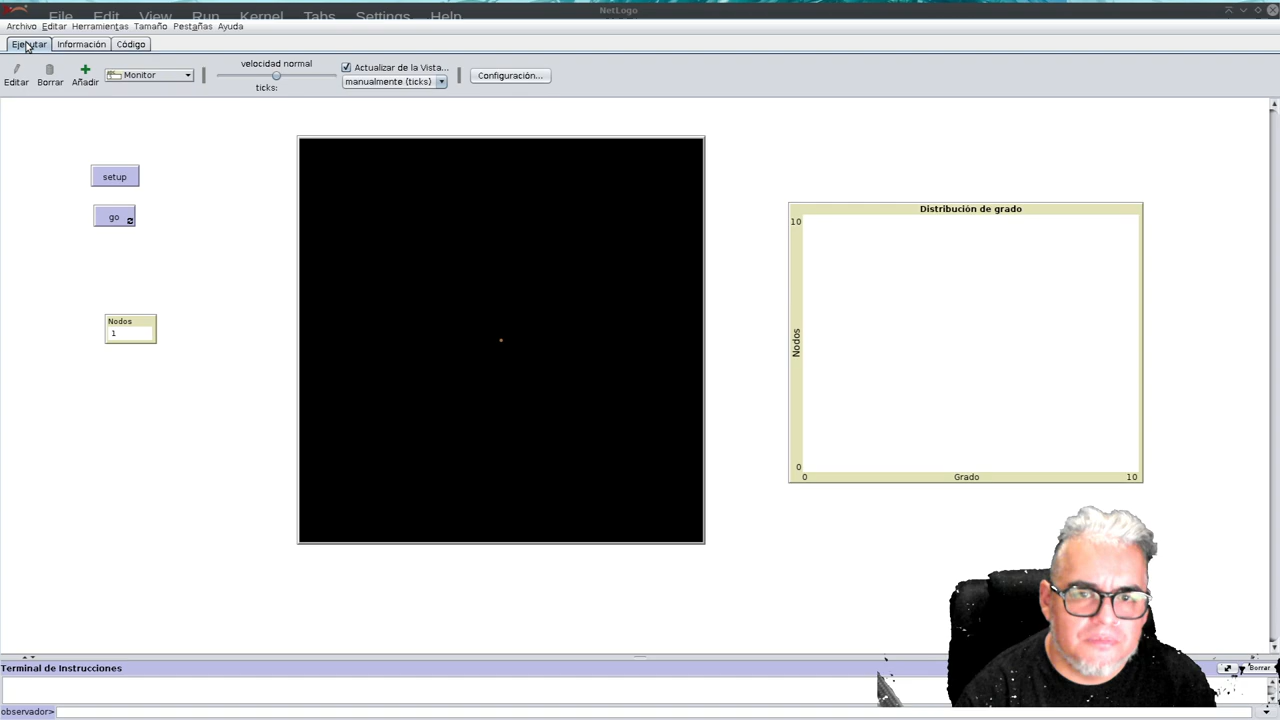 File Edit View Run Kernel Tabs Settings Help
NetLogo
Archivo Editar Herramientas Tamaño Pestañas Ayuda
Ejecutar Información Código
velocidad normal
Actualizar de la Vista...
Editar Borrar Añadir
Monitor
ticks:
manualmente (ticks)
Configuración...
setup
go
Nodos
1
Distribución de grado
10
Nodos
0
0 Grado 10
Terminal de Instrucciones
Borrar
observador>